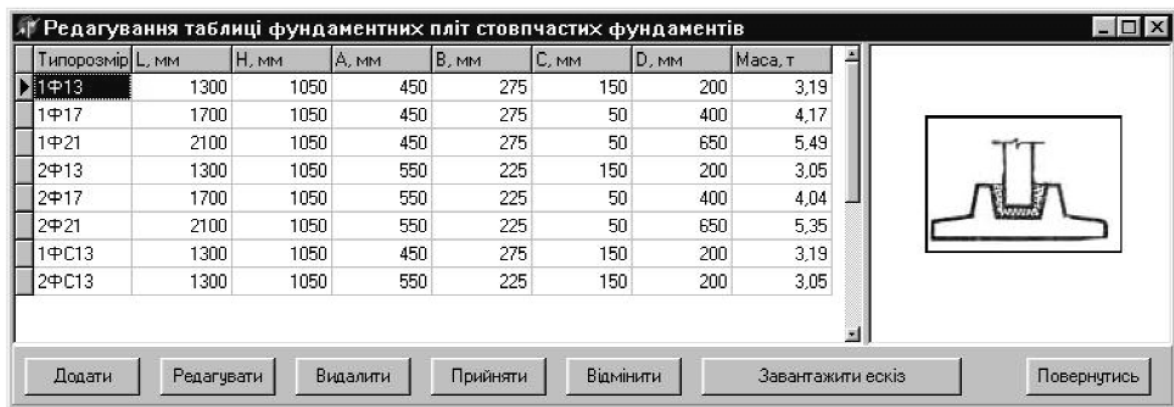 Редагування таблиці фундаментних пліт стовпчастих фундаментів
Типорозмір L, мм H, мм A, мм B, мм C, мм D, мм Маса, т
1Ф13 1300 1050 450 275 150 200 3,19
1Ф17 1700 1050 450 275 50 400 4,17
1Ф21 2100 1050 450 275 50 650 5,49
2Ф13 1300 1050 550 225 150 200 3,05
2Ф17 1700 1050 550 225 50 400 4,04
2Ф21 2100 1050 550 225 50 650 5,35
1ФС13 1300 1050 450 275 150 200 3,19
2ФС13 1300 1050 550 225 150 200 3,05
Додати Редагувати Видалити Прийняти Відмінити Завантажити ескіз Повернутись